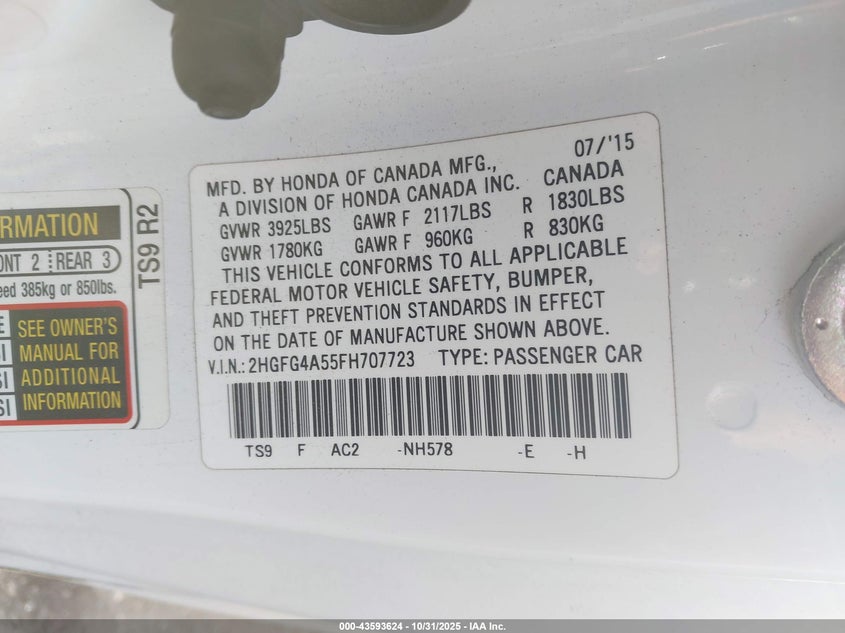 07/'15
MFD. BY HONDA OF CANADA MFG.,
A DIVISION OF HONDA CANADA INC. CANADA
GVWR 3925LBS GAWR F 2117LBS R 1830LBS
GVWR 1780KG GAWR F 960KG R 830KG
THIS VEHICLE CONFORMS TO ALL APPLICABLE
FEDERAL MOTOR VEHICLE SAFETY, BUMPER,
AND THEFT PREVENTION STANDARDS IN EFFECT
ON THE DATE OF MANUFACTURE SHOWN ABOVE.
V.I.N.: 2HGFG4A55FH707723 TYPE: PASSENGER CAR
TS9 F AC2 -NH578 -E -H
RMATION
ONT 2 REAR 3
eed 385kg or 850lbs.
E SEE OWNER'S
SI MANUAL FOR
SI ADDITIONAL
SI INFORMATION
TS9 R2
000-43593624 - 10/31/2025 - IAA Inc.